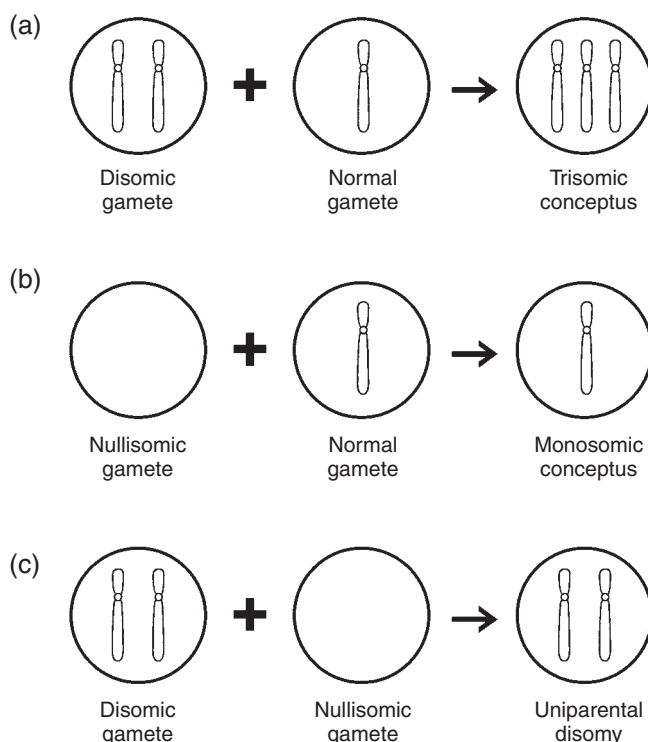 (a)
Disomic
gamete
Normal
gamete
Trisomic
conceptus
(b)
Nullisomic
gamete
Normal
gamete
Monosomic
conceptus
(c)
Disomic
gamete
Nullisomic
gamete
Uniparental
disomy